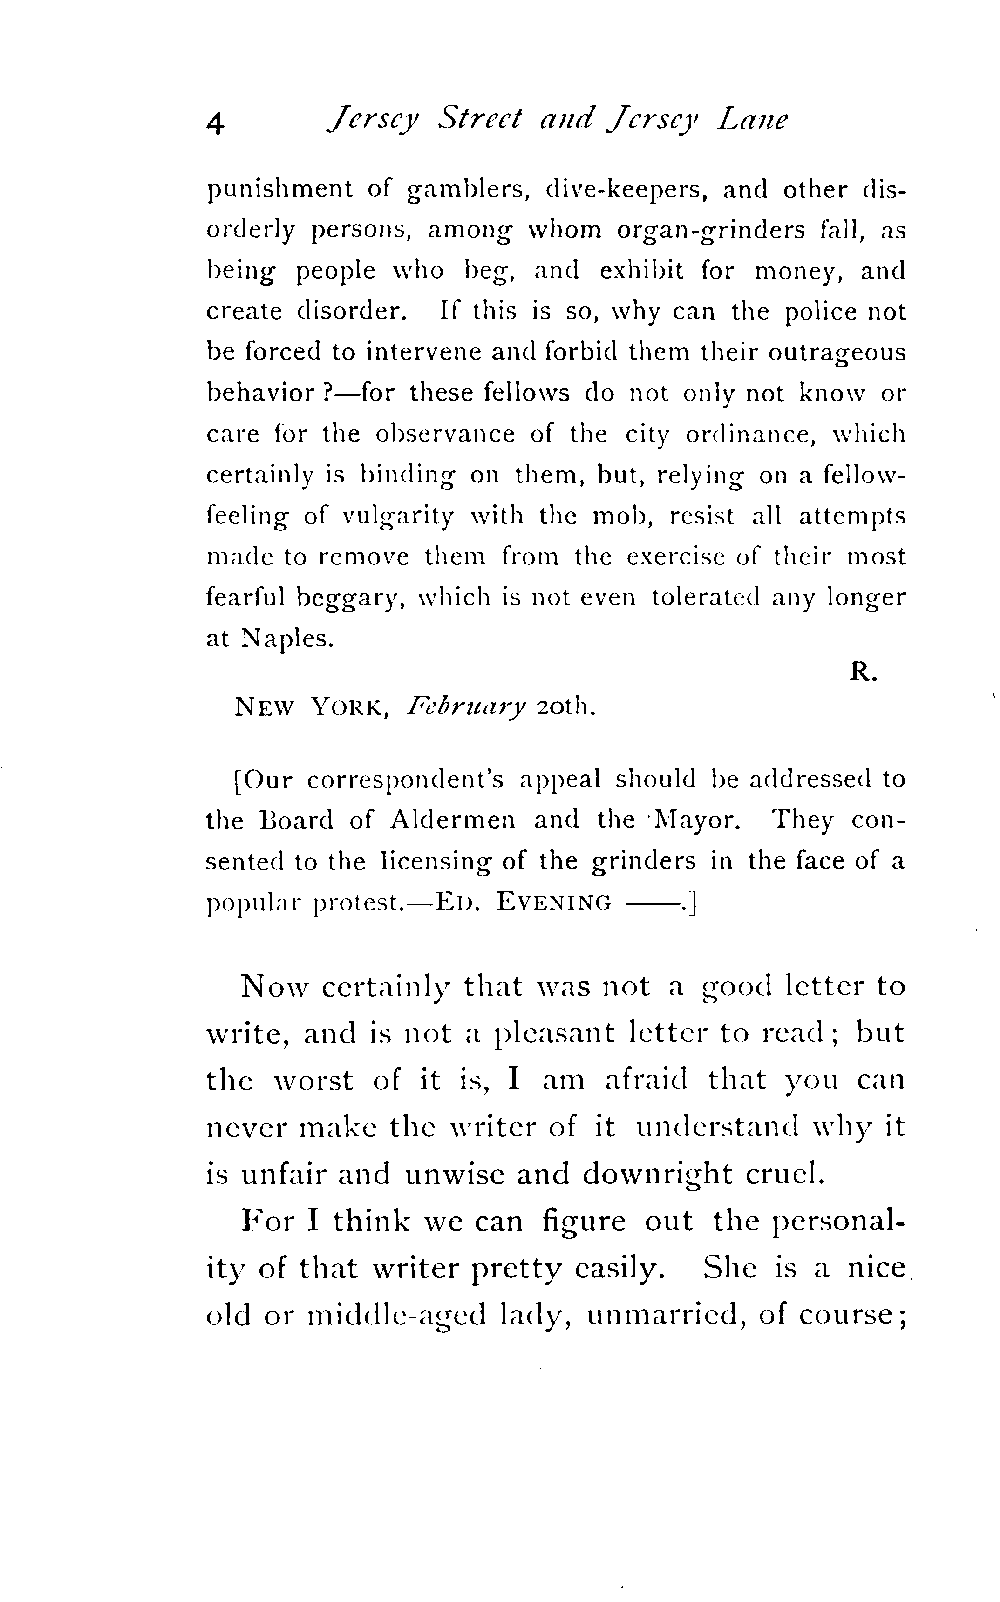 4 Jersey Street and Jersey Lane
punishment of gamblers, dive-keepers, and other dis-
orderly persons, among whom organ-grinders fall, as
being people who beg, and exhibit for money, and
create disorder. If this is so, why can the police not
be forced to intervene and forbid them their outrageous
behavior ?—for these fellows do not only not know or
care for the observance of the city ordinance, which
certainly is binding on them, but, relying on a fellow-
feeling of vulgarity with the mob, resist all attempts
made to remove them from the exercise of their most
fearful beggary, which is not even tolerated any longer
at Naples.
R.
NEW YORK, February 20th.
[Our correspondent's appeal should be addressed to
the Board of Aldermen and the Mayor. They con-
sented to the licensing of the grinders in the face of a
popular protest.—ED. EVENING ——.]
Now certainly that was not a good letter to
write, and is not a pleasant letter to read; but
the worst of it is, I am afraid that you can
never make the writer of it understand why it
is unfair and unwise and downright cruel.
For I think we can figure out the personal-
ity of that writer pretty easily. She is a nice
old or middle-aged lady, unmarried, of course;